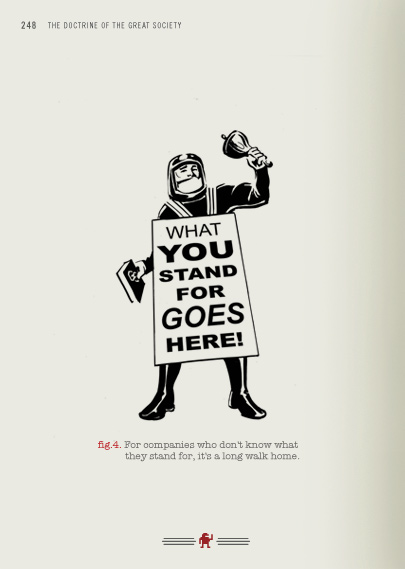 248 THE DOCTRINE OF THE GREAT SOCIETY
WHAT
YOU
STAND
FOR
GOES
HERE!
fig.4. For companies who don't know what
they stand for, it's a long walk home.